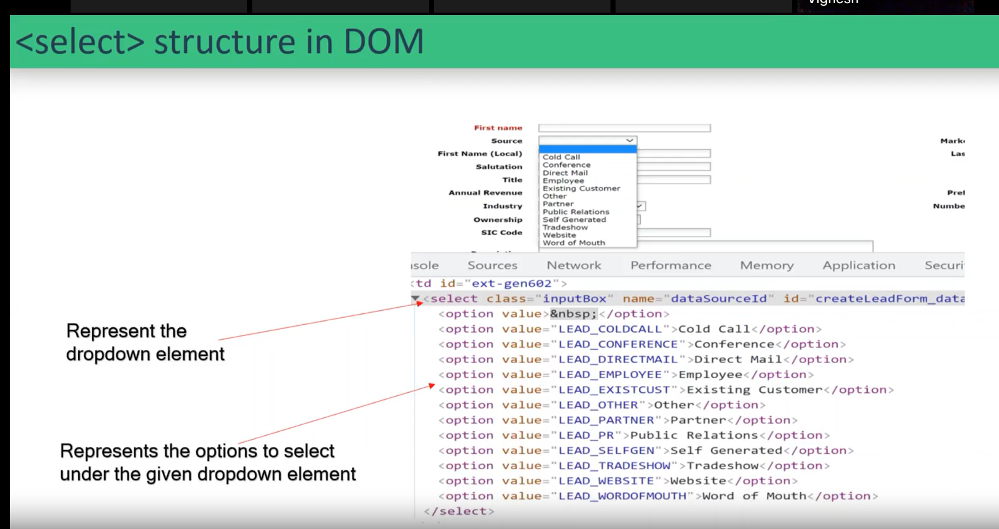 Vignesh
<select> structure in DOM
First name
Source
Marke
First Name (Local)
Las
Cold Call
Conference
Salutation
Direct Mail
Title
Employee
Existing Customer
Annual Revenue
Pref
Other
Partner
Industry
Numbe
Public Relations
Ownership
Self Generated
Tradeshow
SIC Code
Website
Word of Mouth
nsole Sources Network Performance Memory Application Securi
<td id="ext-gen602">
<select class="inputBox" name="dataSourceId" id="createLeadForm_data
<option value>&nbsp;</option>
<option value="LEAD_COLDCALL">Cold Call</option>
<option value="LEAD_CONFERENCE">Conference</option>
<option value="LEAD_DIRECTMAIL">Direct Mail</option>
<option value="LEAD_EMPLOYEE">Employee</option>
<option value="LEAD_EXISTCUST">Existing Customer</option>
<option value="LEAD_OTHER">Other</option>
<option value="LEAD_PARTNER">Partner</option>
<option value="LEAD_PR">Public Relations</option>
<option value="LEAD_SELFGEN">Self Generated</option>
<option value="LEAD_TRADESHOW">Tradeshow</option>
<option value="LEAD_WEBSITE">Website</option>
<option value="LEAD_WORDOFMOUTH">Word of Mouth</option>
</select>
Represent the
dropdown element
Represents the options to select
under the given dropdown element